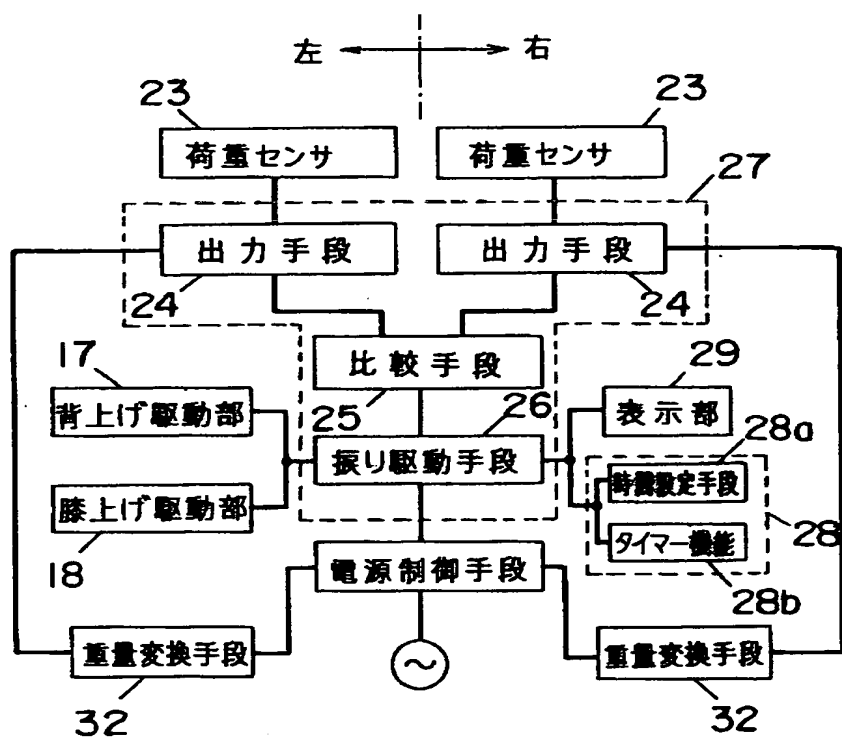 左 右
23 23
荷重センサ 荷重センサ
27
出力手段 出力手段
24 24
比較手段
17
25
29
背上げ駆動部
26
表示部
28a
振り駆動手段
時間設定手段
膝上げ駆動部
28
タイマー機能
18
電源制御手段
28b
重量変換手段 重量変換手段
32 32